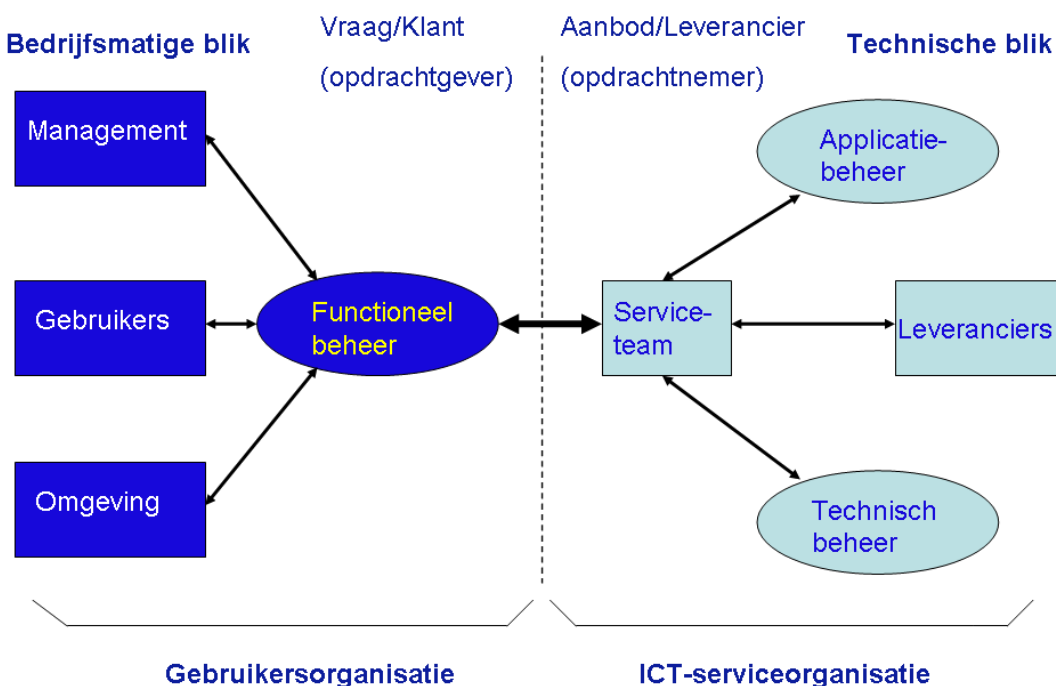 Bedrijfsmatige blik
Vraag/Klant
(opdrachtgever)
Aanbod/Leverancier
(opdrachtnemer)
Technische blik
Management
Applicatie-
beheer
Gebruikers
Functioneel
beheer
Service-
team
Leveranciers
Omgeving
Technisch
beheer
Gebruikersorganisatie
ICT-serviceorganisatie